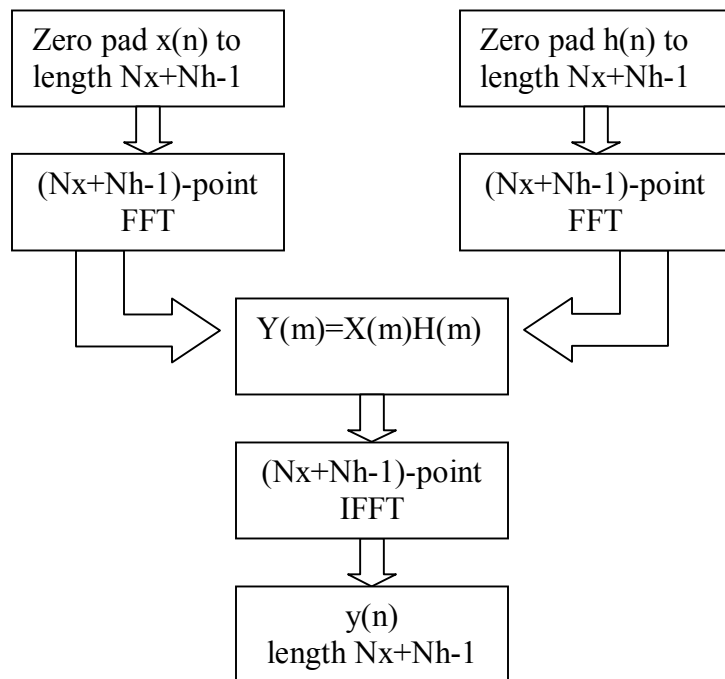 Zero pad x(n) to
length Nx+Nh-1
Zero pad h(n) to
length Nx+Nh-1
(Nx+Nh-1)-point
FFT
(Nx+Nh-1)-point
FFT
Y(m)=X(m)H(m)
(Nx+Nh-1)-point
IFFT
y(n)
length Nx+Nh-1